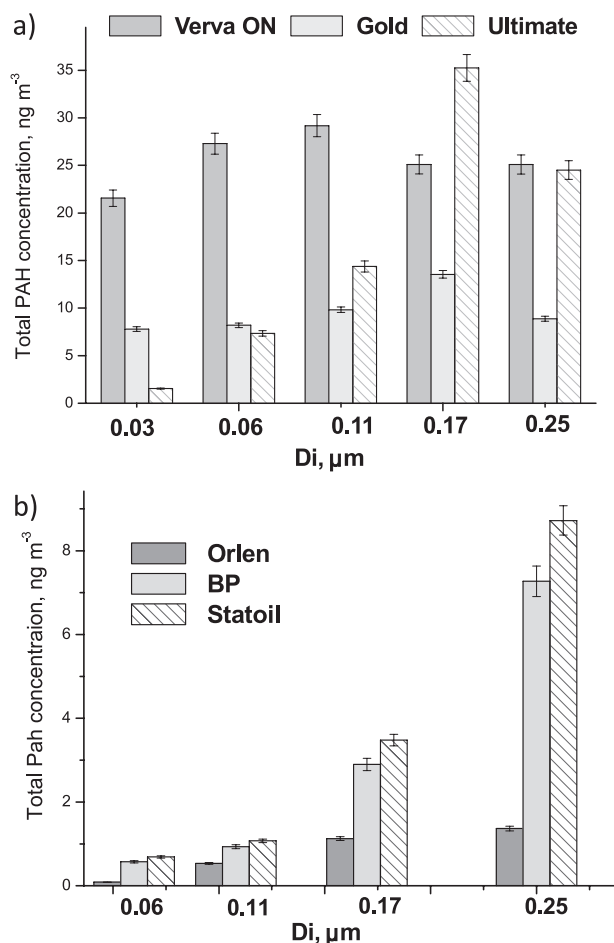 a)
Verva ON Gold Ultimate
Total PAH concentration, ng m-3
35
30
25
20
15
10
5
0
0.03 0.06 0.11 0.17 0.25
Di, µm
b)
Orlen
BP
Statoil
Total Pah concentraion, ng m-3
8
6
4
2
0
0.06 0.11 0.17 0.25
Di, µm